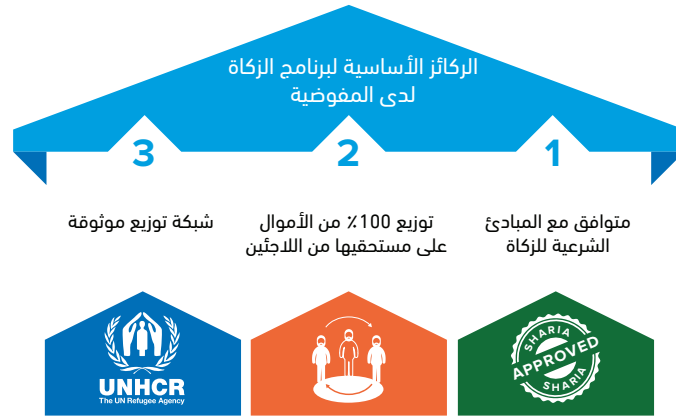 الركائز الأساسية لبرنامج الزكاة
لدى المفوضية
1
2
3
متوافق مع المبادئ
الشرعية للزكاة
توزيع 100٪ من الأموال
على مستحقيها من اللاجئين
شبكة توزيع موثوقة
SHARIA
APPROVED
SHARIA
UNHCR
The UN Refugee Agency